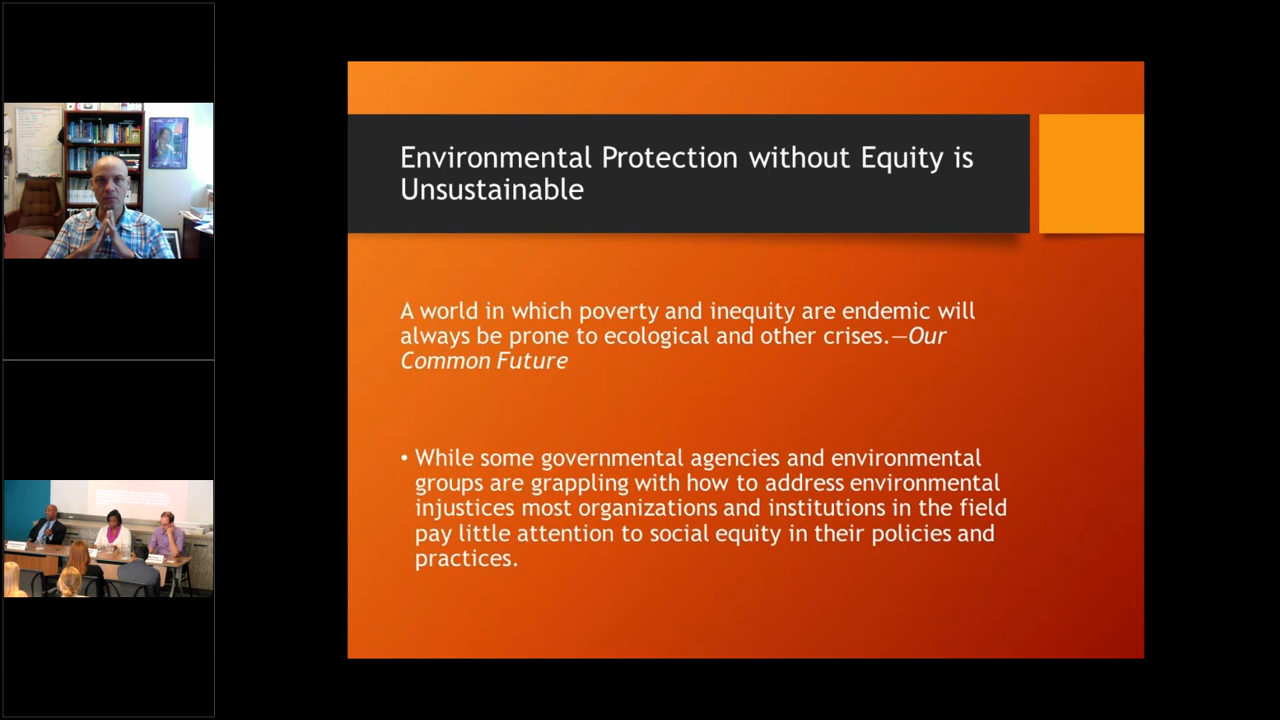 Environmental Protection without Equity is
Unsustainable
A world in which poverty and inequity are endemic will
always be prone to ecological and other crises.—Our
Common Future
• While some governmental agencies and environmental
groups are grappling with how to address environmental
injustices most organizations and institutions in the field
pay little attention to social equity in their policies and
practices.